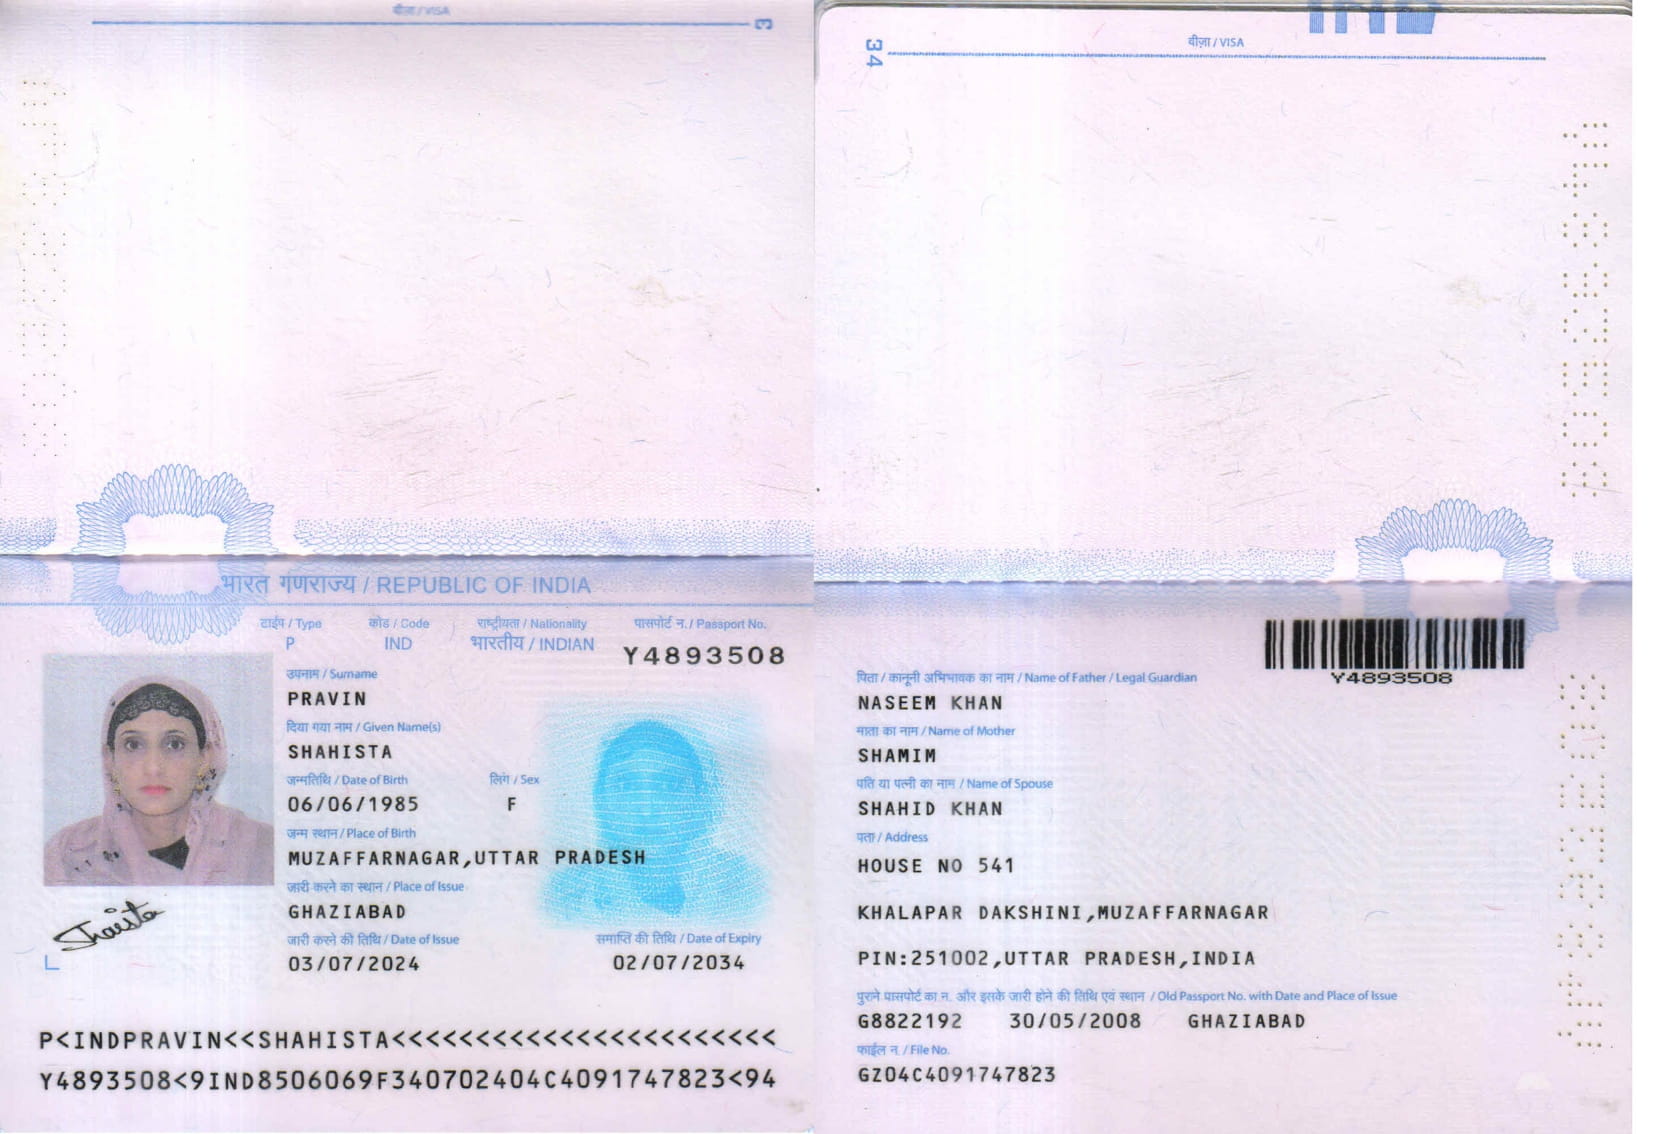 वीज़ा / VISA
3
भारत गणराज्य / REPUBLIC OF INDIA
टाईप / Type कोड / Code राष्ट्रीयता / Nationality पासपोर्ट न. / Passport No.
P IND भारतीय / INDIAN Y4893508
उपनाम / Surname
PRAVIN
दिया गया नाम / Given Name(s)
SHAHISTA
जन्मतिथि / Date of Birth लिंग / Sex
06/06/1985 F
जन्म स्थान / Place of Birth
MUZAFFARNAGAR,UTTAR PRADESH
जारी करने का स्थान / Place of Issue
GHAZIABAD
जारी करने की तिथि / Date of Issue समाप्ति की तिथि / Date of Expiry
03/07/2024 02/07/2034
Shaista
P<INDPRAVIN<<SHAHISTA<<<<<<<<<<<<<<<<<<<<<<<
Y4893508<9IND8506069F340702404C4091747823<94
34
वीज़ा / VISA
Y4893508
पिता / कानूनी अभिभावक का नाम / Name of Father / Legal Guardian
NASEEM KHAN
माता का नाम / Name of Mother
SHAMIM
पति या पत्नी का नाम / Name of Spouse
SHAHID KHAN
पता / Address
HOUSE NO 541
KHALAPAR DAKSHINI,MUZAFFARNAGAR
PIN:251002,UTTAR PRADESH,INDIA
पुराने पासपोर्ट का न. और इसके जारी होने की तिथि एवं स्थान / Old Passport No. with Date and Place of Issue
G8822192 30/05/2008 GHAZIABAD
फाईल न. / File No.
GZ04C4091747823